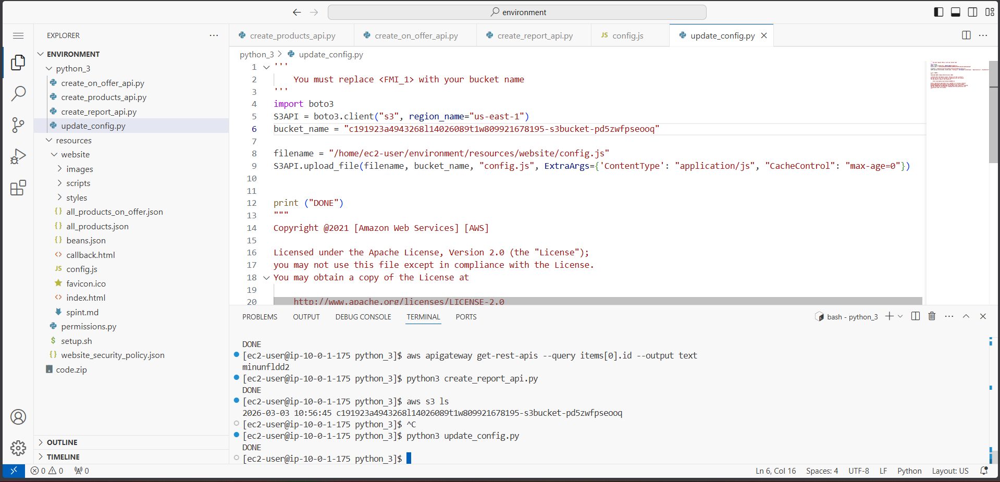 environment
EXPLORER
ENVIRONMENT
python_3
create_on_offer_api.py
create_products_api.py
create_report_api.py
update_config.py
resources
website
images
scripts
styles
all_products_on_offer.json
all_products.json
beans.json
callback.html
JS config.js
favicon.ico
index.html
spint.md
permissions.py
$ setup.sh
website_security_policy.json
code.zip
OUTLINE
TIMELINE
create_products_api.py
create_on_offer_api.py
create_report_api.py
JS config.js
update_config.py
python_3 > update_config.py
1 '''
2 You must replace <FMI_1> with your bucket name
3 '''
4 import boto3
5 S3API = boto3.client("s3", region_name="us-east-1")
6 bucket_name = "c191923a4943268l14026089t1w809921678195-s3bucket-pd5zwfpseooq"
7
8 filename = "/home/ec2-user/environment/resources/website/config.js"
9 S3API.upload_file(filename, bucket_name, "config.js", ExtraArgs={'ContentType': "application/js", "CacheControl": "max-age=0"})
10
11
12 print ("DONE")
13 """
14 Copyright @2021 [Amazon Web Services] [AWS]
15
16 Licensed under the Apache License, Version 2.0 (the "License");
17 you may not use this file except in compliance with the License.
18 You may obtain a copy of the License at
19
20 http://www.apache.org/licenses/LICENSE-2.0
PROBLEMS OUTPUT DEBUG CONSOLE TERMINAL PORTS
bash - python_3
DONE
[ec2-user@ip-10-0-1-175 python_3]$ aws apigateway get-rest-apis --query items[0].id --output text
minunfldd2
[ec2-user@ip-10-0-1-175 python_3]$ python3 create_report_api.py
DONE
[ec2-user@ip-10-0-1-175 python_3]$ aws s3 ls
2026-03-03 10:56:45 c191923a4943268l14026089t1w809921678195-s3bucket-pd5zwfpseooq
[ec2-user@ip-10-0-1-175 python_3]$ ^C
[ec2-user@ip-10-0-1-175 python_3]$ python3 update_config.py
DONE
[ec2-user@ip-10-0-1-175 python_3]$
0 0 0
Ln 6, Col 16 Spaces: 4 UTF-8 LF Python Layout: US